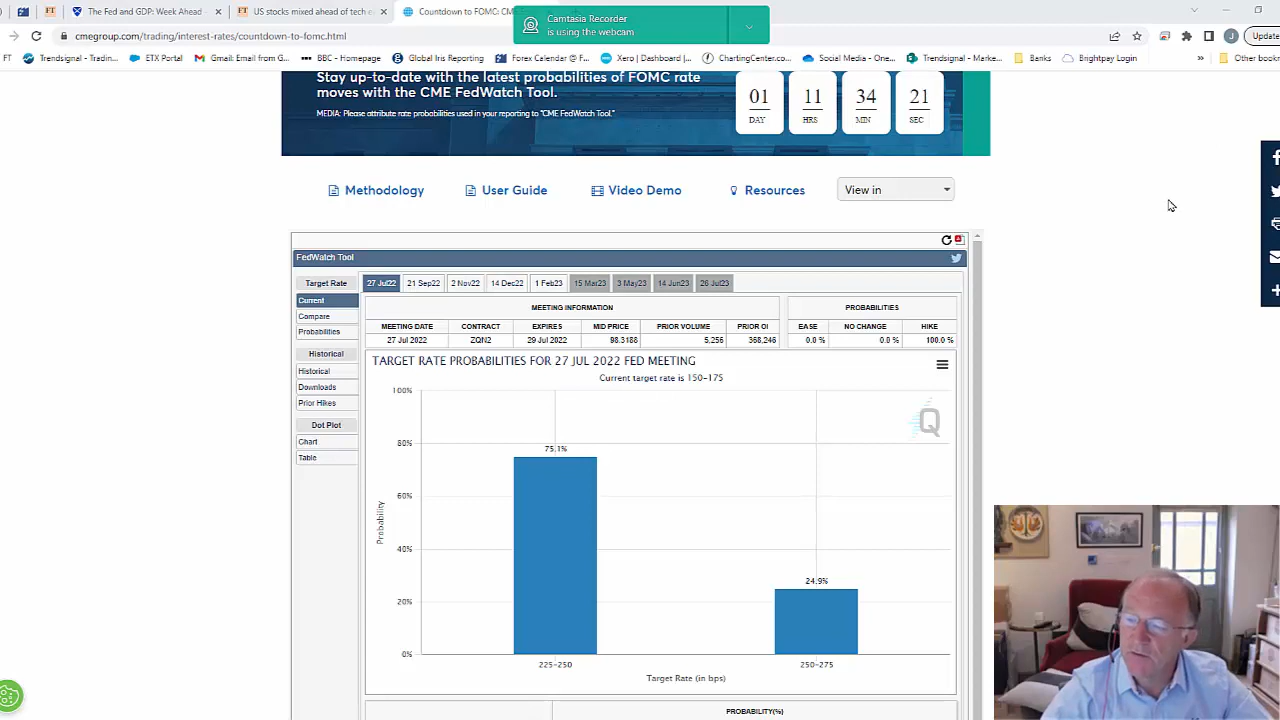 The Fed and GDP: Week Ahead
US stocks mixed ahead of tech e
Countdown to FOMC: CM
Camtasia Recorder
is using the webcam
cmegroup.com/trading/interest-rates/countdown-to-fomc.html
Update
FT
Trendsignal - Tradin...
ETX Portal
Gmail: Email from G...
BBC - Homepage
Global Iris Reporting
Forex Calendar @ F...
Xero | Dashboard |...
ChartingCenter.co...
Social Media - One...
Trendsignal - Marke...
Banks
Brightpay Login
»
Other book
Stay up-to-date with the latest probabilities of FOMC rate
moves with the CME FedWatch Tool.
MEDIA: Please attribute rate probabilities used in your reporting to "CME FedWatch Tool."
01 11 34 21
DAY HRS MIN SEC
Methodology
User Guide
Video Demo
Resources
View in
FedWatch Tool
Target Rate
27 Jul22
21 Sep22
2 Nov22
14 Dec22
1 Feb23
15 Mar23
3 May23
14 Jun23
26 Jul23
Current
Compare
Probabilities
Historical
Historical
Downloads
Prior Hikes
Dot Plot
Chart
Table
MEETING INFORMATION
PROBABILITIES
MEETING DATE CONTRACT EXPIRES MID PRICE PRIOR VOLUME PRIOR OI EASE NO CHANGE HIKE
27 Jul 2022 ZQN2 29 Jul 2022 98.3188 5,256 368,246 0.0 % 0.0 % 100.0 %
TARGET RATE PROBABILITIES FOR 27 JUL 2022 FED MEETING
Current target rate is 150-175
100%
80%
60%
40%
20%
0%
Probability
75.1%
24.9%
Q
225-250
250-275
Target Rate (in bps)
PROBABILITY(%)